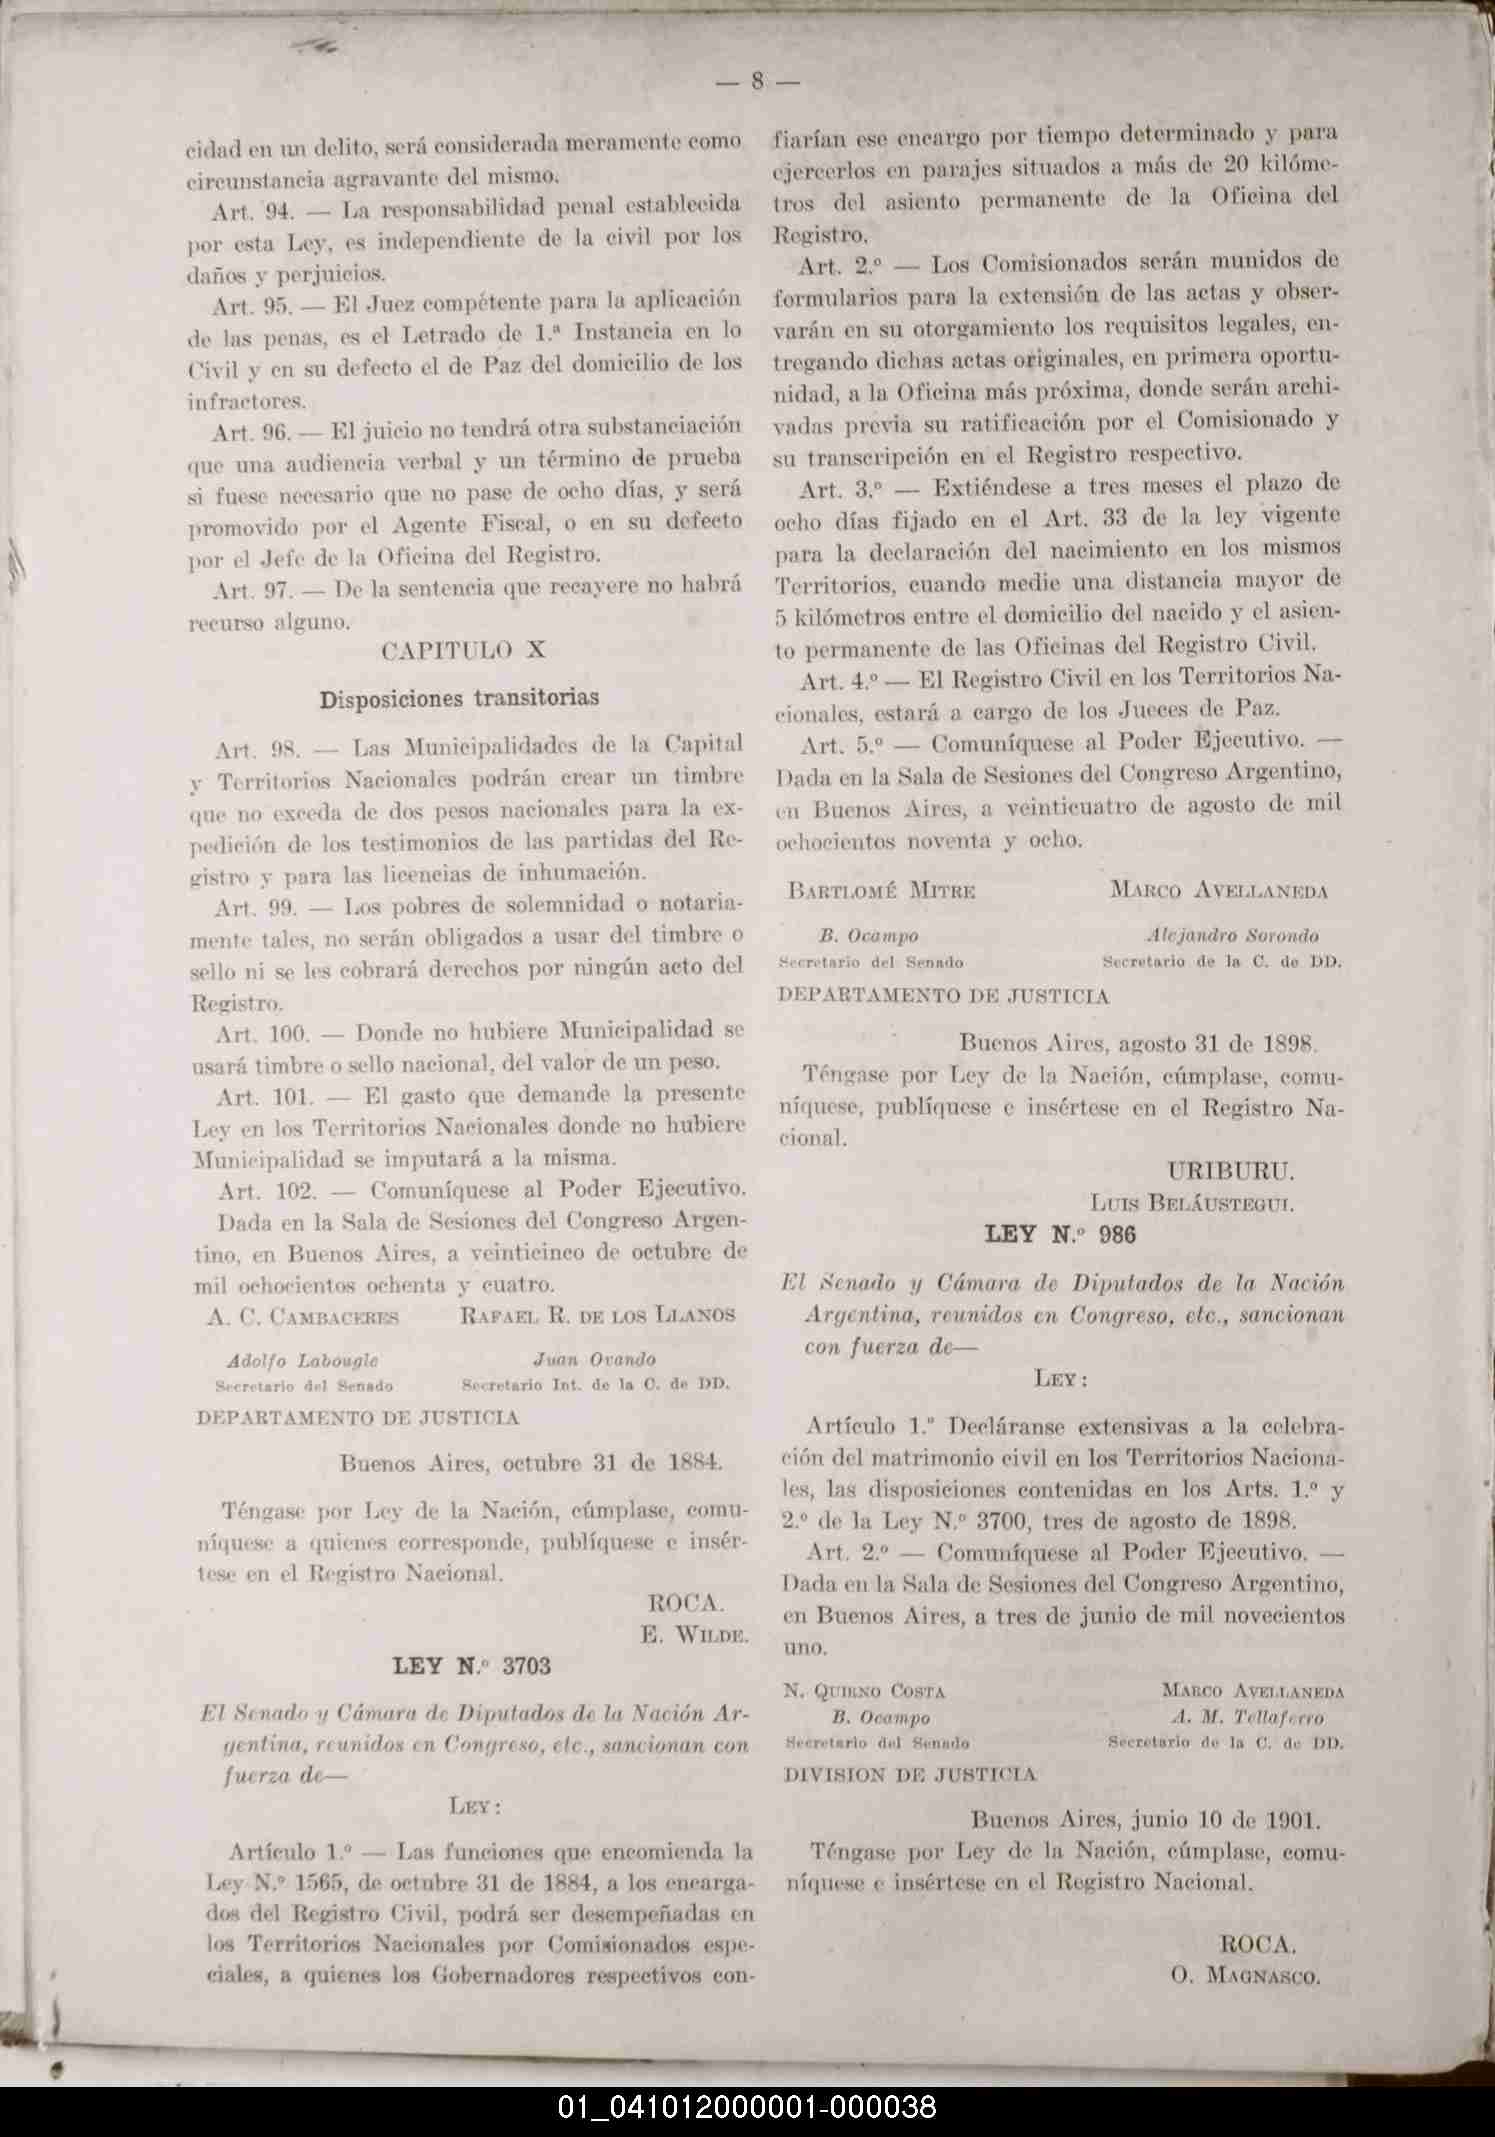 — 8 —
cidad en un delito, será considerada meramente como
circunstancia agravante del mismo.
Art. 94. — La responsabilidad penal establecida
por esta Ley, es independiente de la civil por los
daños y perjuicios.
Art. 95. — El Juez compétente para la aplicación
de las penas, es el Letrado de 1.ª Instancia en lo
Civil y en su defecto el de Paz del domicilio de los
infractores.
Art. 96. — El juicio no tendrá otra substanciación
que una audiencia verbal y un término de prueba
si fuese necesario que no pase de ocho días, y será
promovido por el Agente Fiscal, o en su defecto
por el Jefe de la Oficina del Registro.
Art. 97. — De la sentencia que recayere no habrá
recurso alguno.
CAPITULO X
Disposiciones transitorias
Art. 98. — Las Municipalidades de la Capital
y Territorios Nacionales podrán crear un timbre
que no exceda de dos pesos nacionales para la ex-
pedición de los testimonios de las partidas del Re-
gistro y para las licencias de inhumación.
Art. 99. — Los pobres de solemnidad o notaria-
mente tales, no serán obligados a usar del timbre o
sello ni se les cobrará derechos por ningún acto del
Registro.
Art. 100. — Donde no hubiere Municipalidad se
usará timbre o sello nacional, del valor de un peso.
Art. 101. — El gasto que demande la presente
Ley en los Territorios Nacionales donde no hubiere
Municipalidad se imputará a la misma.
Art. 102. — Comuníquese al Poder Ejecutivo.
Dada en la Sala de Sesiones del Congreso Argen-
tino, en Buenos Aires, a veinticinco de octubre de
mil ochocientos ochenta y cuatro.
A. C. CAMBACERES RAFAEL R. DE LOS LLANOS
Adolfo Labougle Juan Ovando
Secretario del Senado Secretario Int. de la C. de DD.
DEPARTAMENTO DE JUSTICIA
Buenos Aires, octubre 31 de 1884.
Téngase por Ley de la Nación, cúmplase, comu-
níquese a quienes corresponde, publíquese e insér-
tese en el Registro Nacional.
ROCA.
E. WILDE.
LEY N.º 3703
El Senado y Cámara de Diputados de la Nación Ar-
gentina, reunidos en Congreso, etc., sancionan con
fuerza de—
LEY:
Artículo 1.º — Las funciones que encomienda la
Ley N.º 1565, de octubre 31 de 1884, a los encarga-
dos del Registro Civil, podrá ser desempeñadas en
los Territorios Nacionales por Comisionados espe-
ciales, a quienes los Gobernadores respectivos con-
fiarían ese encargo por tiempo determinado y para
ejercerlos en parajes situados a más de 20 kilóme-
tros del asiento permanente de la Oficina del
Registro.
Art. 2.º — Los Comisionados serán munidos de
formularios para la extensión de las actas y obser-
varán en su otorgamiento los requisitos legales, en-
tregando dichas actas originales, en primera oportu-
nidad, a la Oficina más próxima, donde serán archi-
vadas previa su ratificación por el Comisionado y
su transcripción en el Registro respectivo.
Art. 3.º — Extiéndese a tres meses el plazo de
ocho días fijado en el Art. 33 de la ley vigente
para la declaración del nacimiento en los mismos
Territorios, cuando medie una distancia mayor de
5 kilómetros entre el domicilio del nacido y el asien-
to permanente de las Oficinas del Registro Civil.
Art. 4.º — El Registro Civil en los Territorios Na-
cionales, estará a cargo de los Jueces de Paz.
Art. 5.º — Comuníquese al Poder Ejecutivo. —
Dada en la Sala de Sesiones del Congreso Argentino,
en Buenos Aires, a veinticuatro de agosto de mil
ochocientos noventa y ocho.
BARTLOMÉ MITRE MARCO AVELLANEDA
B. Ocampo Alejandro Sorondo
Secretario del Senado Secretario de la C. de DD.
DEPARTAMENTO DE JUSTICIA
Buenos Aires, agosto 31 de 1898.
Téngase por Ley de la Nación, cúmplase, comu-
níquese, publíquese e insértese en el Registro Na-
cional.
URIBURU.
LUIS BELÁUSTEGUI.
LEY N.º 986
El Senado y Cámara de Diputados de la Nación
Argentina, reunidos en Congreso, etc., sancionan
con fuerza de—
LEY:
Artículo 1.º Decláranse extensivas a la celebra-
ción del matrimonio civil en los Territorios Naciona-
les, las disposiciones contenidas en los Arts. 1.º y
2.º de la Ley N.º 3700, tres de agosto de 1898.
Art. 2.º — Comuníquese al Poder Ejecutivo. —
Dada en la Sala de Sesiones del Congreso Argentino,
en Buenos Aires, a tres de junio de mil novecientos
uno.
N. QUIRNO COSTA MARCO AVELLANEDA
B. Ocampo A. M. Tellaferro
Secretario del Senado Secretario de la C. de DD.
DIVISION DE JUSTICIA
Buenos Aires, junio 10 de 1901.
Téngase por Ley de la Nación, cúmplase, comu-
níquese e insértese en el Registro Nacional.
ROCA.
O. MAGNASCO.
01_041012000001-000038